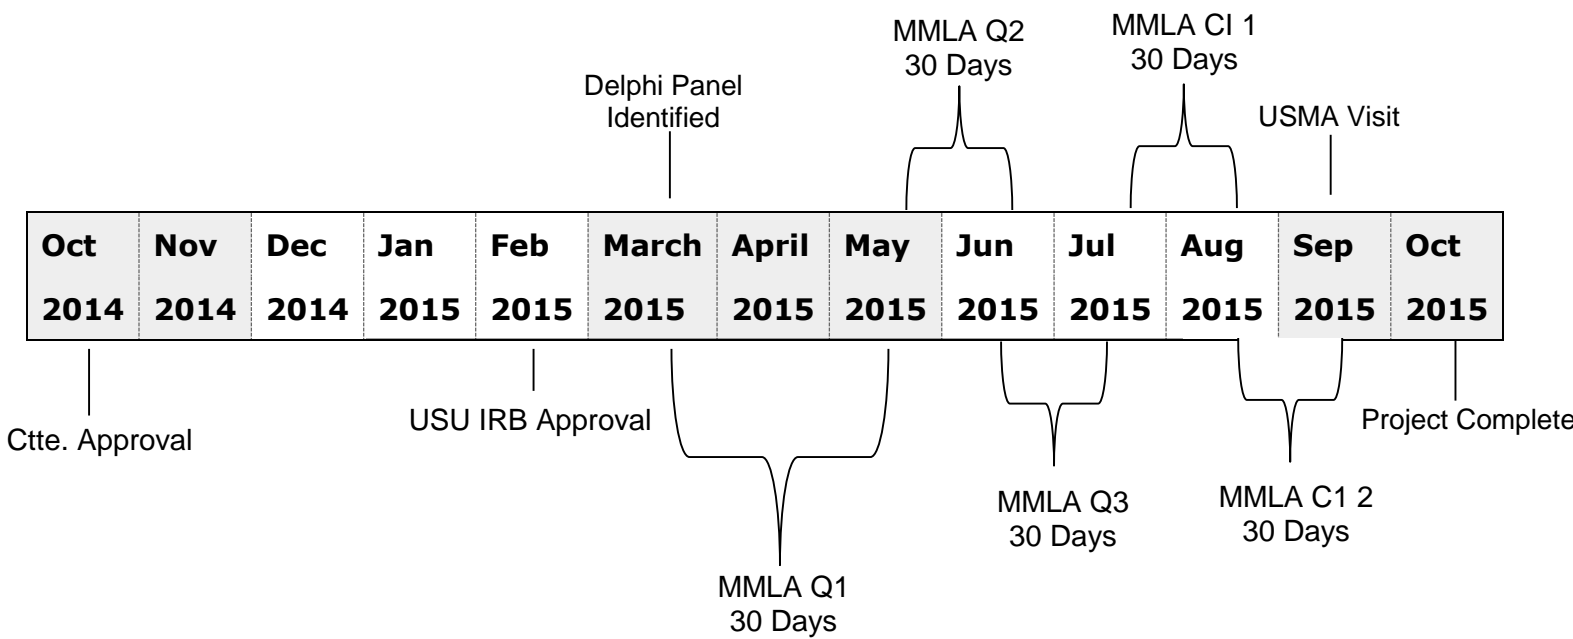 MMLA Q2
30 Days
MMLA CI 1
30 Days
Delphi Panel
Identified
USMA Visit
Oct Nov Dec Jan Feb March April May Jun Jul Aug Sep Oct
2014 2014 2014 2015 2015 2015 2015 2015 2015 2015 2015 2015 2015
Ctte. Approval
USU IRB Approval
Project Complete
MMLA Q3
30 Days
MMLA C1 2
30 Days
MMLA Q1
30 Days